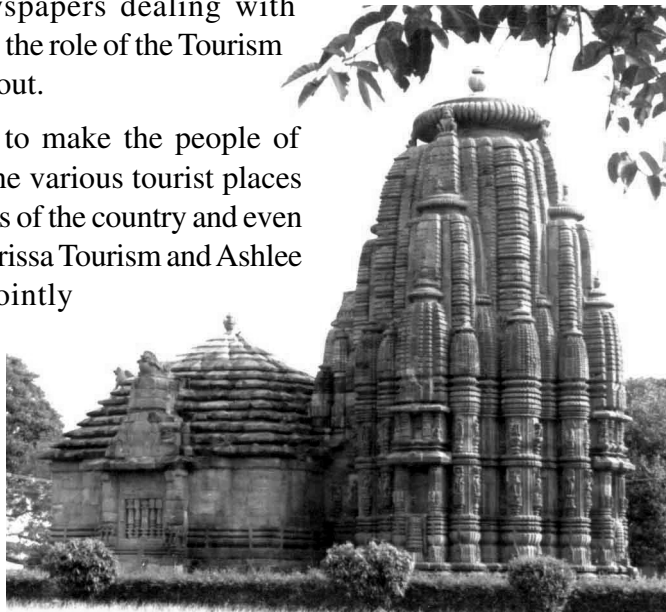 wspapers dealing with
the role of the Tourism
out.
to make the people of
he various tourist places
s of the country and even
rissa Tourism and Ashlee
ointly